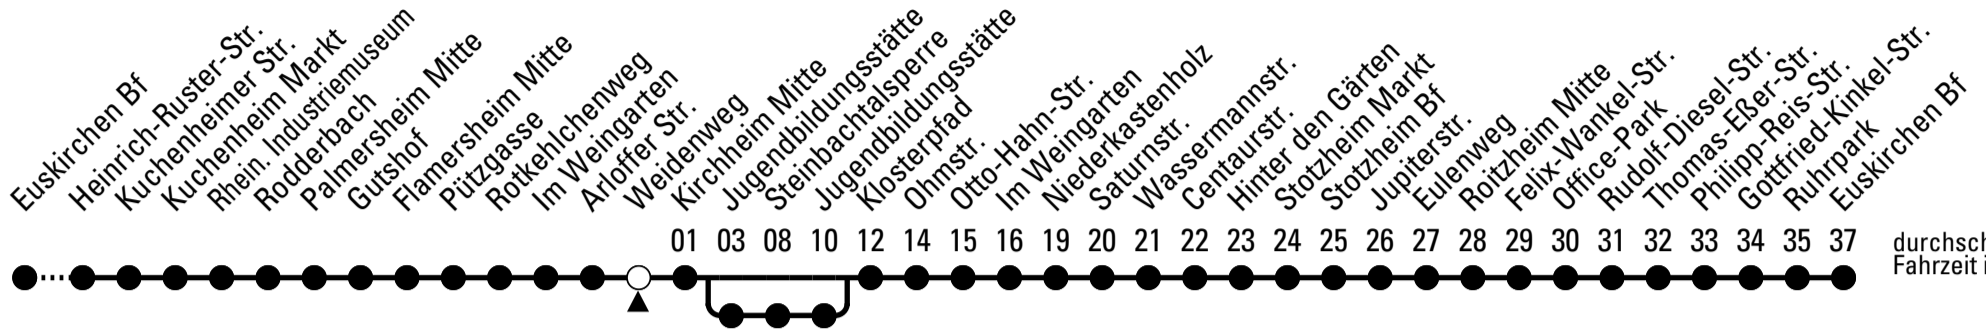 Euskirchen Bf
Heinrich-Ruster-Str.
Kuchenheimer Str.
Kuchenheim Markt
Rhein. Industriemuseum
Rodderbach
Palmersheim Mitte
Gutshof
Flamersheim Mitte
Pützgasse
Rotkehlchenweg
Im Weingarten
Arloffer Str.
Weidenweg
Kirchheim Mitte
Jugendbildungsstätte
Steinbachtalsperre
Jugendbildungsstätte
Klosterpfad
Ohmstr.
Otto-Hahn-Str.
Im Weingarten
Niederkastenholz
Saturnstr.
Wassermannstr.
Centaurstr.
Hinter den Gärten
Stotzheim Markt
Stotzheim Bf
Jupiterstr.
Eulenweg
Roitzheim Mitte
Felix-Wankel-Str.
Office-Park
Rudolf-Diesel-Str.
Thomas-Eßer-Str.
Philipp-Reis-Str.
Gottfried-Kinkel-Str.
Ruhrpark
Euskirchen Bf
01 03 08 10 12 14 15 16 19 20 21 22 23 24 25 26 27 28 29 30 31 32 33 34 35 37
durchsch
Fahrzeit i